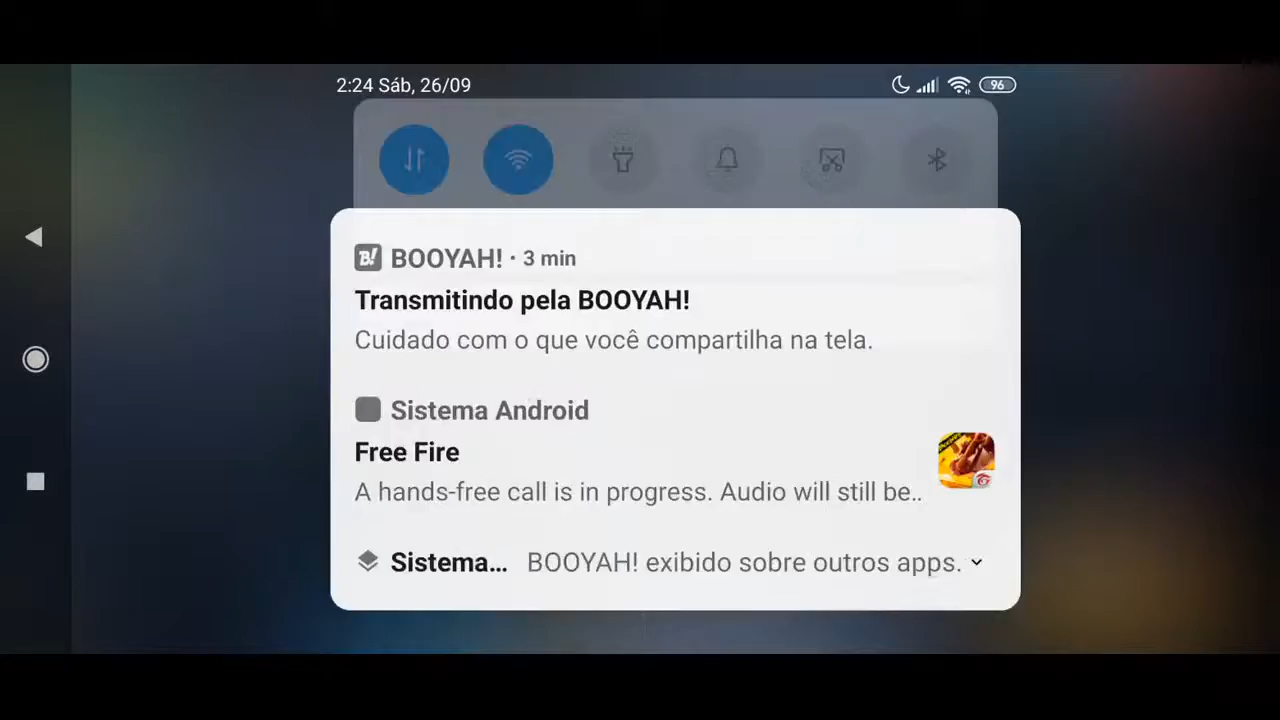 2:24 Sáb, 26/09
96
B! BOOYAH! · 3 min
Transmitindo pela BOOYAH!
Cuidado com o que você compartilha na tela.
Sistema Android
Free Fire
A hands-free call is in progress. Audio will still be..
Sistema... BOOYAH! exibido sobre outros apps.